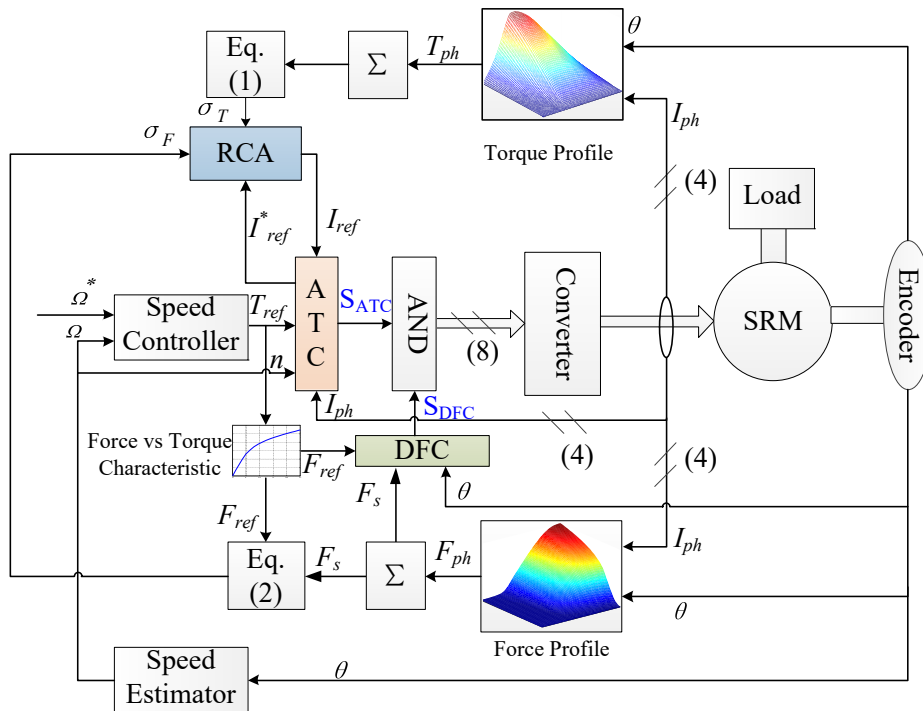 Eq.
(1)
Σ
T_ph
θ
I_ph
Torque Profile
σ_T
σ_F
RCA
(4)
Load
I*_ref
I_ref
Ω*
Ω
Speed
Controller
T_ref
n
A
T
C
S_ATC
AND
(8)
Converter
SRM
Encoder
I_ph
S_DFC
(4)
(4)
Force vs Torque
Characteristic
F_ref
DFC
F_s
θ
F_ref
Eq.
(2)
F_s
Σ
F_ph
I_ph
θ
Force Profile
Speed
Estimator
θ